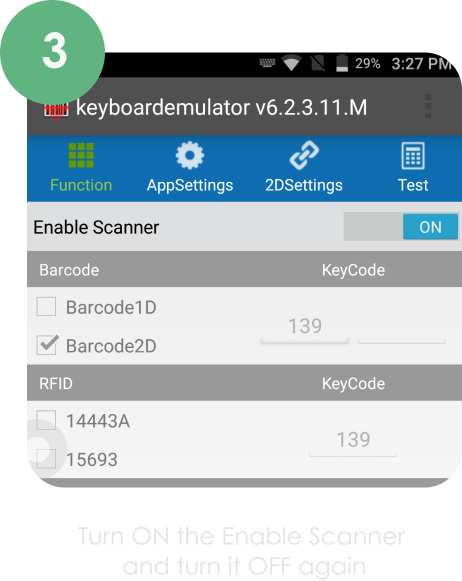 3
29% 3:27 PM
keyboardemulator v6.2.3.11.M
Function AppSettings 2DSettings Test
Enable Scanner ON
Barcode KeyCode
Barcode1D
Barcode2D 139
RFID KeyCode
14443A
139
15693
Turn ON the Enable Scanner
and turn it OFF again